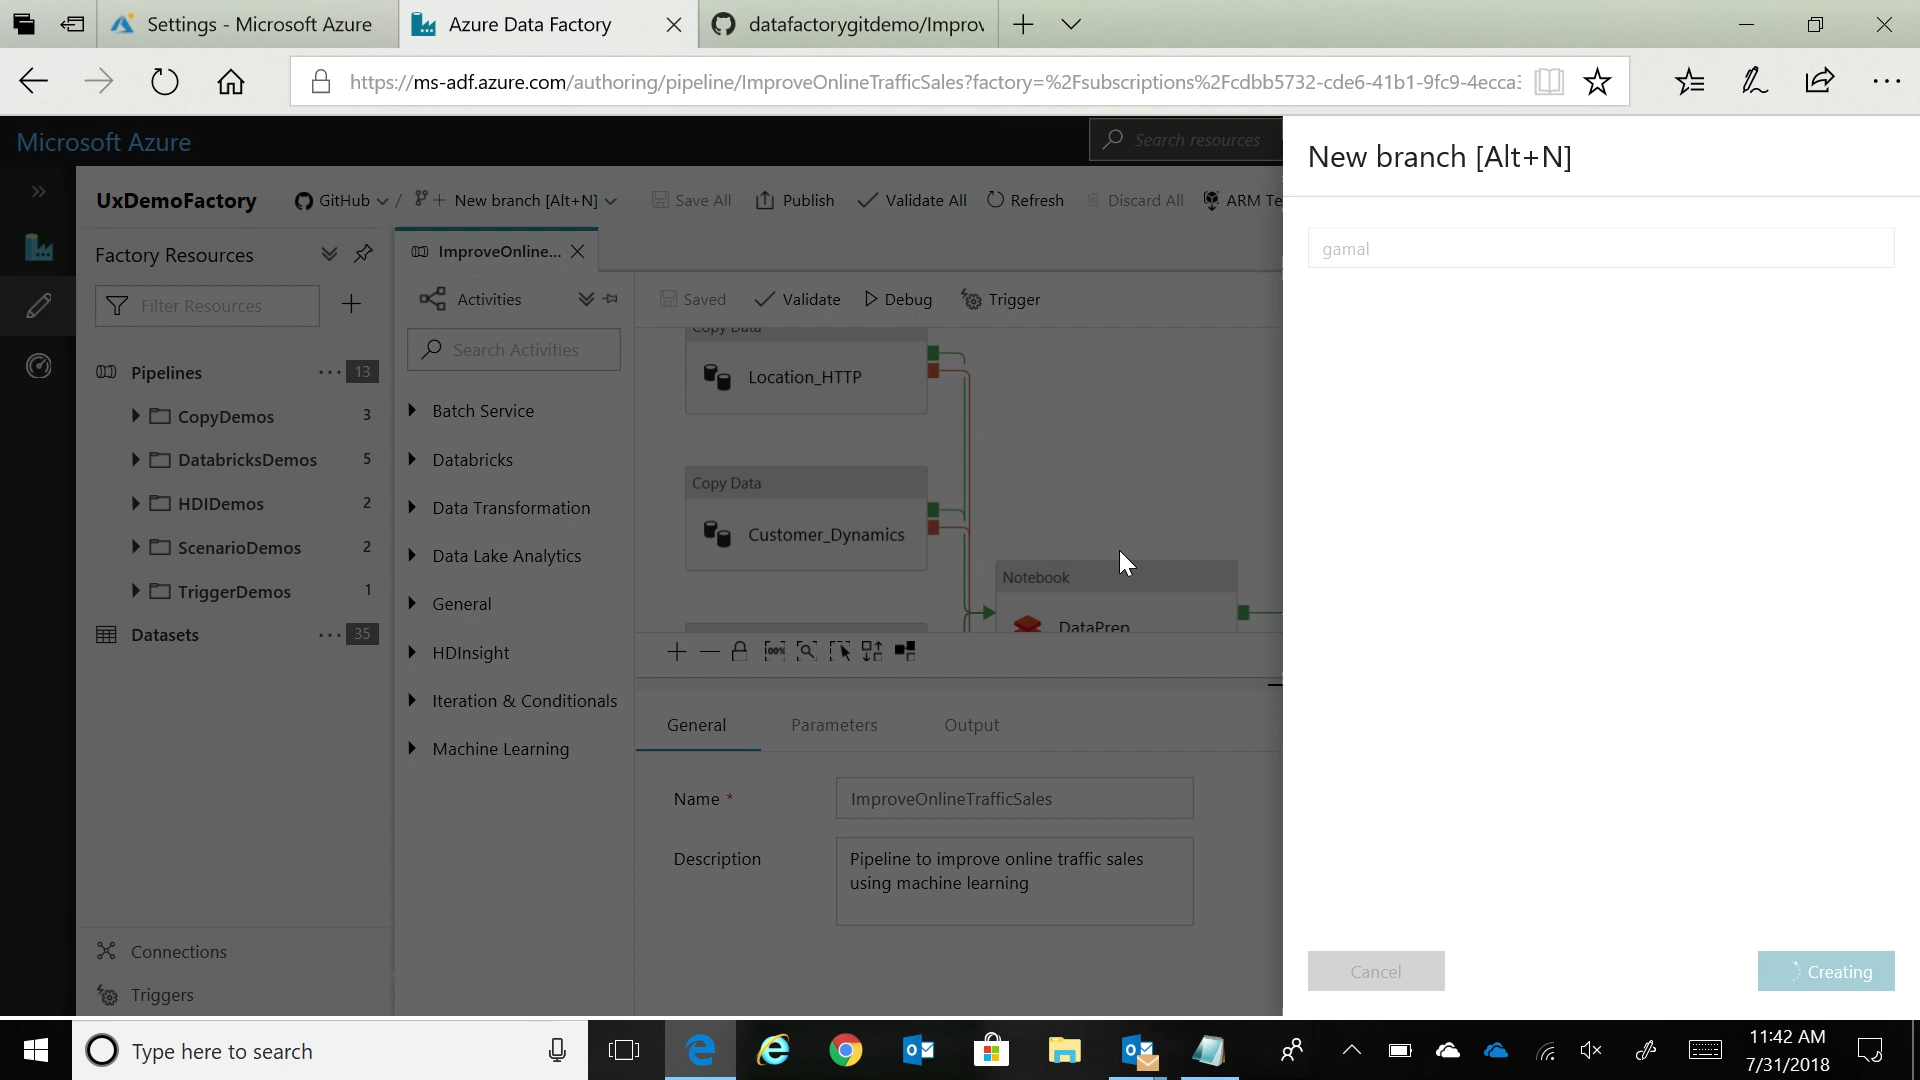 Settings - Microsoft Azure
Azure Data Factory
datafactorygitdemo/Improv
https://ms-adf.azure.com/authoring/pipeline/ImproveOnlineTrafficSales?factory=%2Fsubscriptions%2Fcdbb5732-cde6-41b1-9fc9-4ecca3
Microsoft Azure
Search resources
New branch [Alt+N]
UxDemoFactory
GitHub
/
New branch [Alt+N]
Save All
Publish
Validate All
Refresh
Discard All
ARM Te
gamal
Factory Resources
ImproveOnline...
Filter Resources
Activities
Saved
Validate
Debug
Trigger
Search Activities
Pipelines
... 13
CopyDemos 3
DatabricksDemos 5
HDIDemos 2
ScenarioDemos 2
TriggerDemos 1
Datasets
... 35
Batch Service
Databricks
Data Transformation
Data Lake Analytics
General
HDInsight
Iteration & Conditionals
Machine Learning
Copy Data
Location_HTTP
Copy Data
Customer_Dynamics
Notebook
DataPrep
100%
General
Parameters
Output
Name *
ImproveOnlineTrafficSales
Description
Pipeline to improve online traffic sales
using machine learning
Connections
Triggers
Cancel
Creating
Type here to search
11:42 AM
7/31/2018